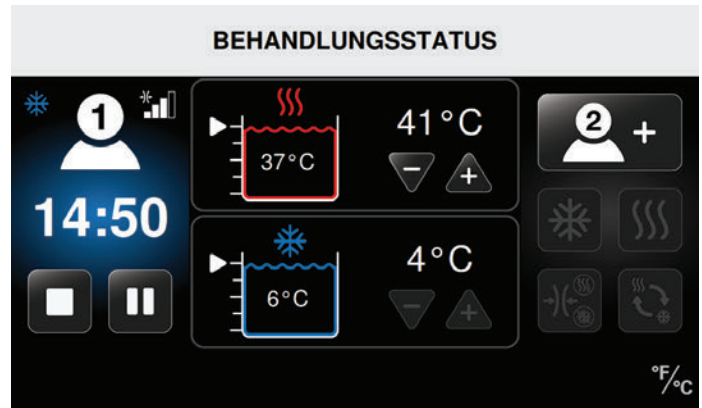 BEHANDLUNGSSTATUS
1
14:50
37°C
41°C
- +
6°C
4°C
- +
2 +
°F/°C